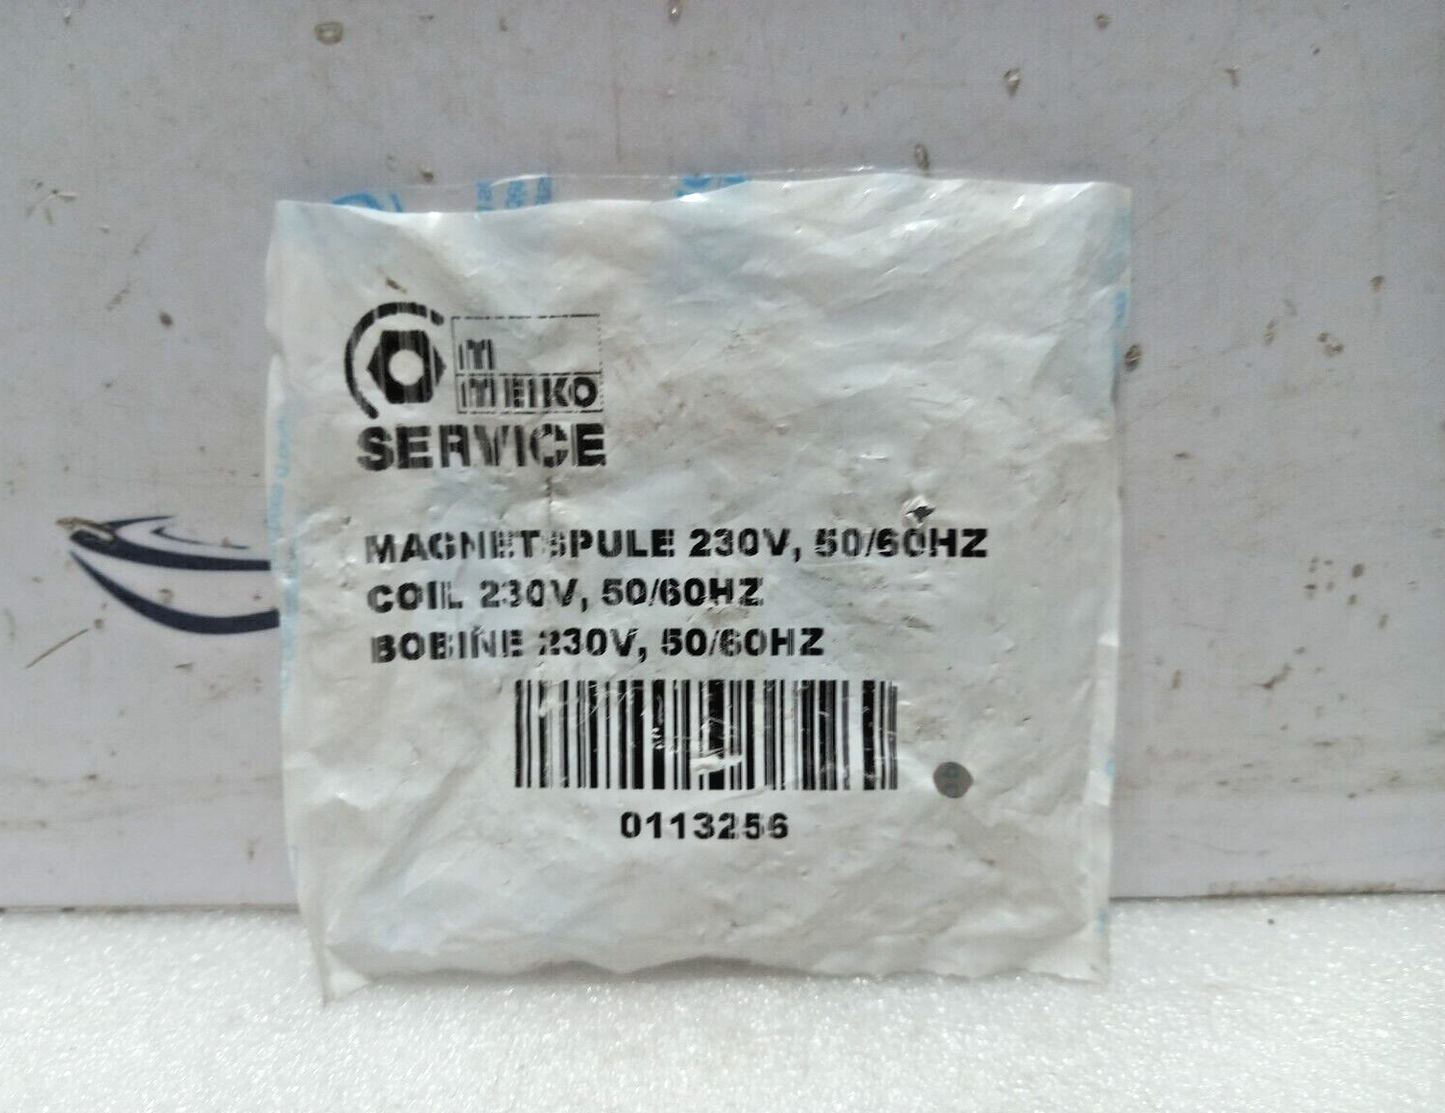 m
MEIKO
SERVICE
MAGNETSPULE 230V, 50/60HZ
COIL 230V, 50/60HZ
BOBINE 230V, 50/60HZ
0113256